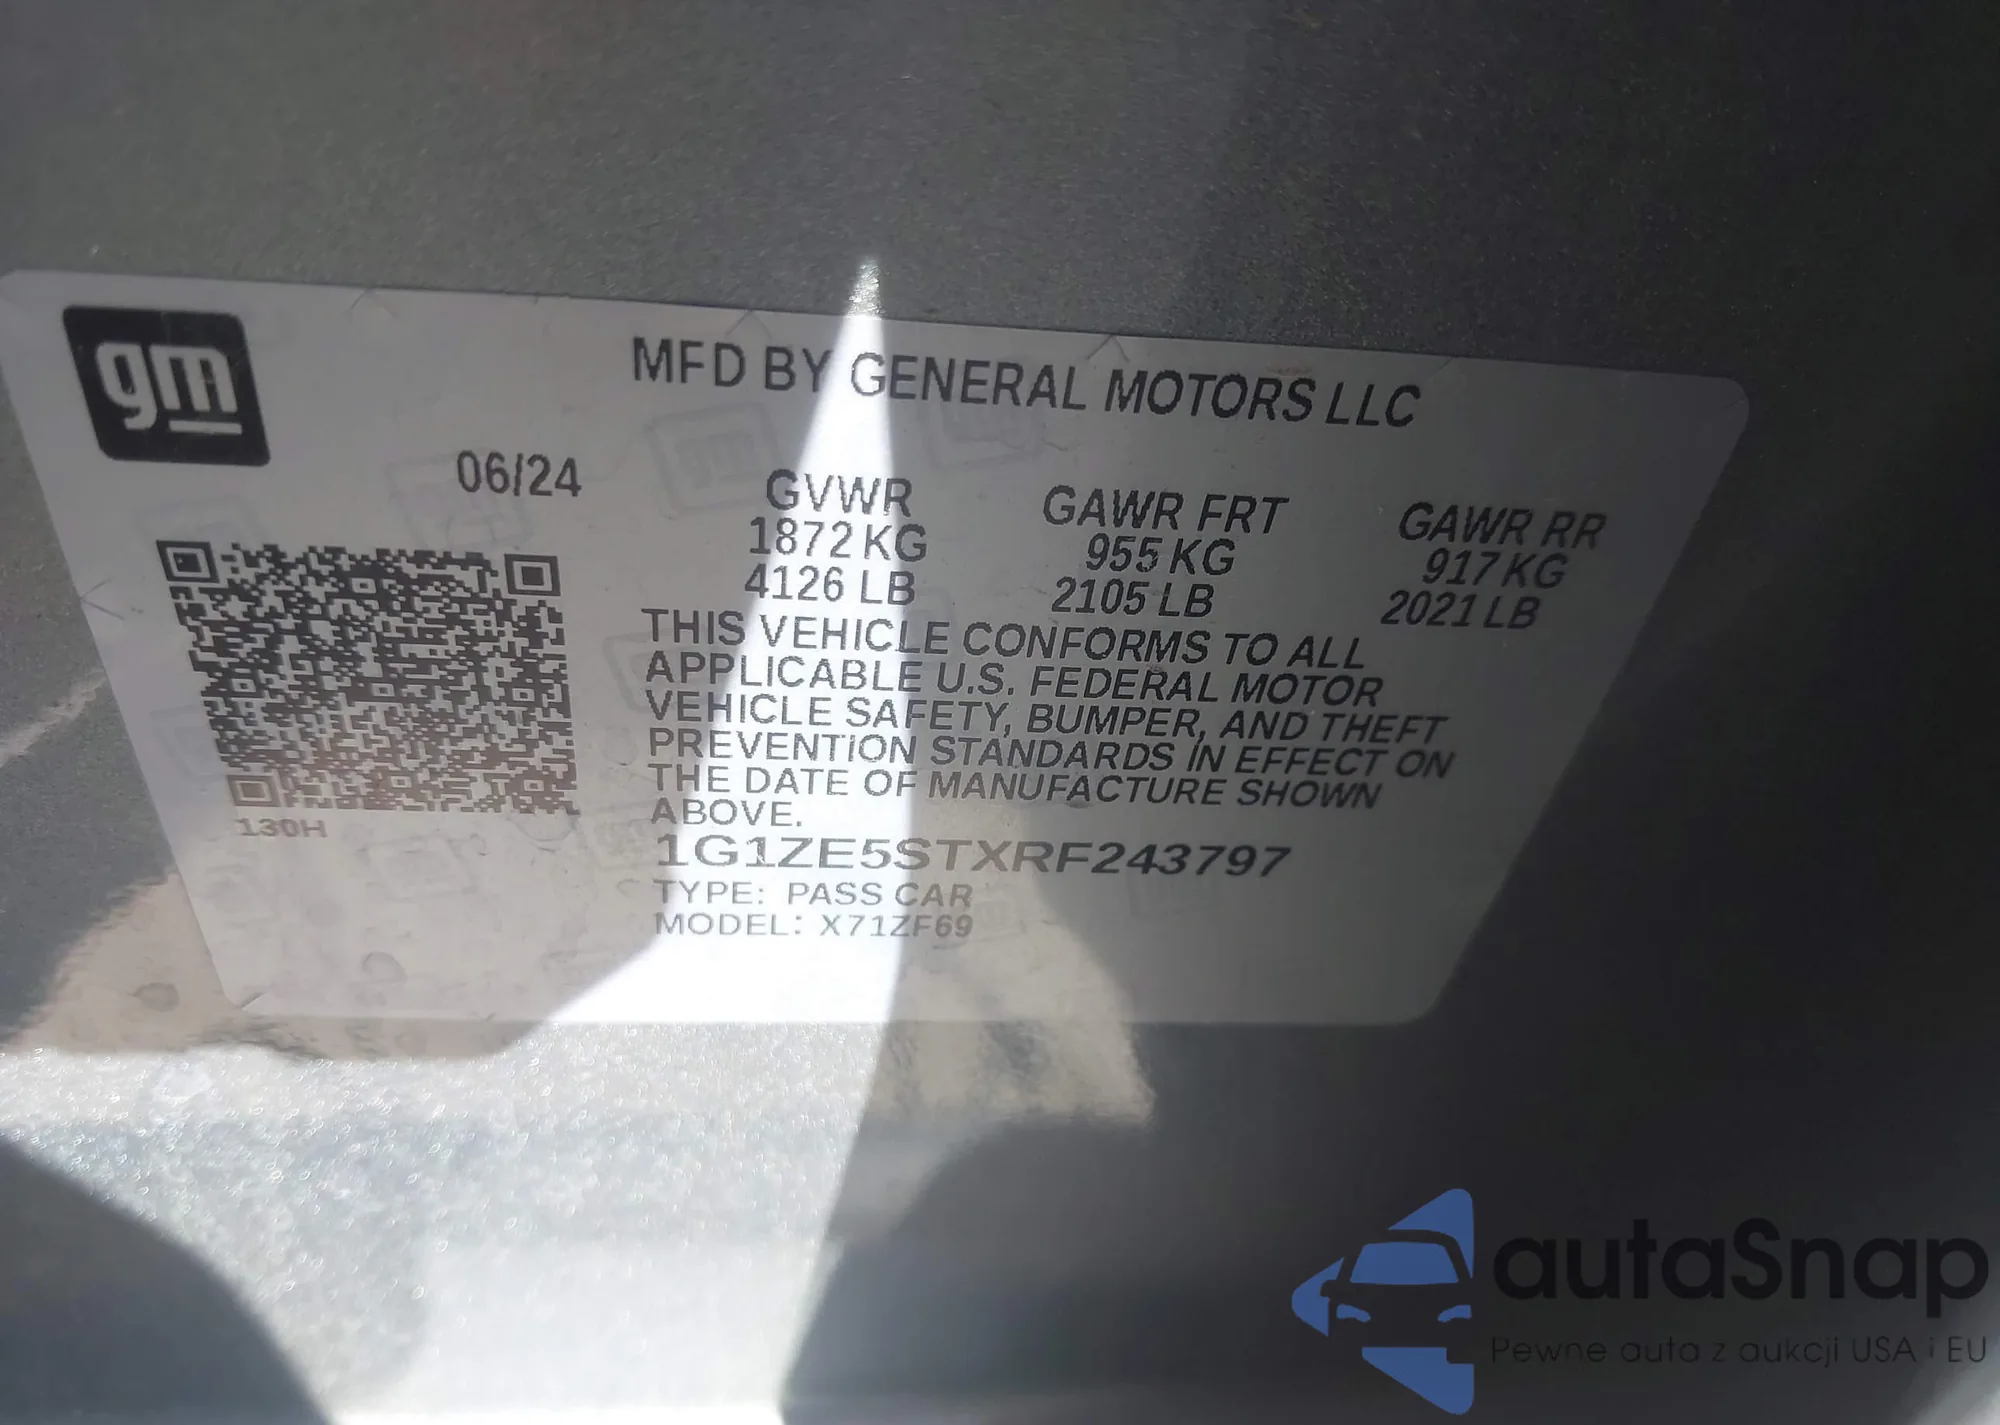 gm
MFD BY GENERAL MOTORS LLC
06/24
GVWR GAWR FRT GAWR RR
1872 KG 955 KG 917 KG
4126 LB 2105 LB 2021 LB
THIS VEHICLE CONFORMS TO ALL
APPLICABLE U.S. FEDERAL MOTOR
VEHICLE SAFETY, BUMPER, AND THEFT
PREVENTION STANDARDS IN EFFECT ON
THE DATE OF MANUFACTURE SHOWN
ABOVE.
130H
1G1ZE5STXRF243797
TYPE: PASS CAR
MODEL: X71ZF69
autaSnap
Pewne auta z aukcji USA i EU